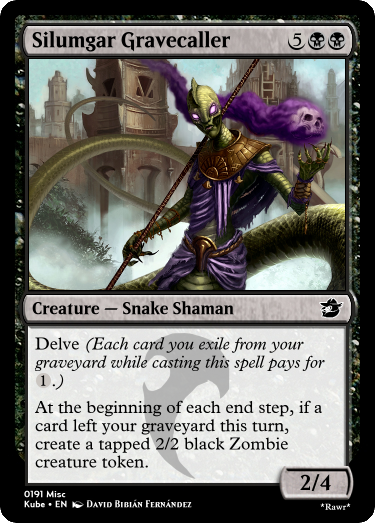 Silumgar Gravecaller 5
Creature — Snake Shaman
Delve (Each card you exile from your
graveyard while casting this spell pays for
1.)
At the beginning of each end step, if a
card left your graveyard this turn,
create a tapped 2/2 black Zombie
creature token.
2/4
0191 Misc
Kube • EN David Bibián Fernández
*Rawr*